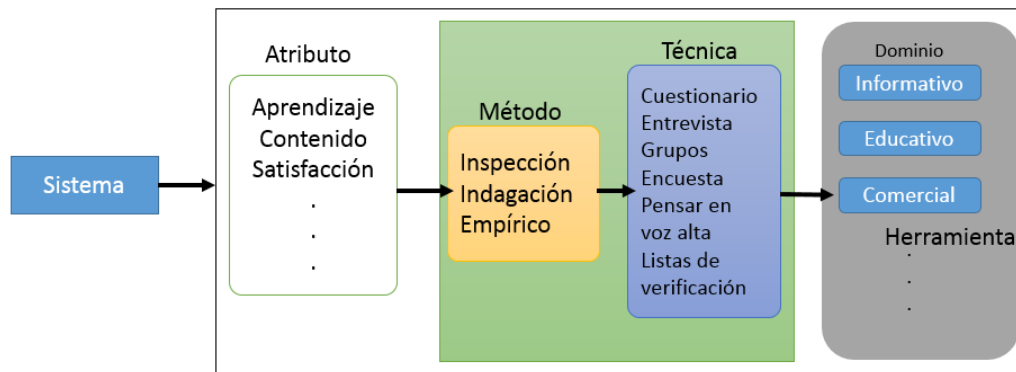 Sistema
Atributo
Aprendizaje
Contenido
Satisfacción
.
.
.
Método
Inspección
Indagación
Empírico
Técnica
Cuestionario
Entrevista
Grupos
Encuesta
Pensar en
voz alta
Listas de
verificación
Dominio
Informativo
Educativo
Comercial
Herramienta
.
.
.